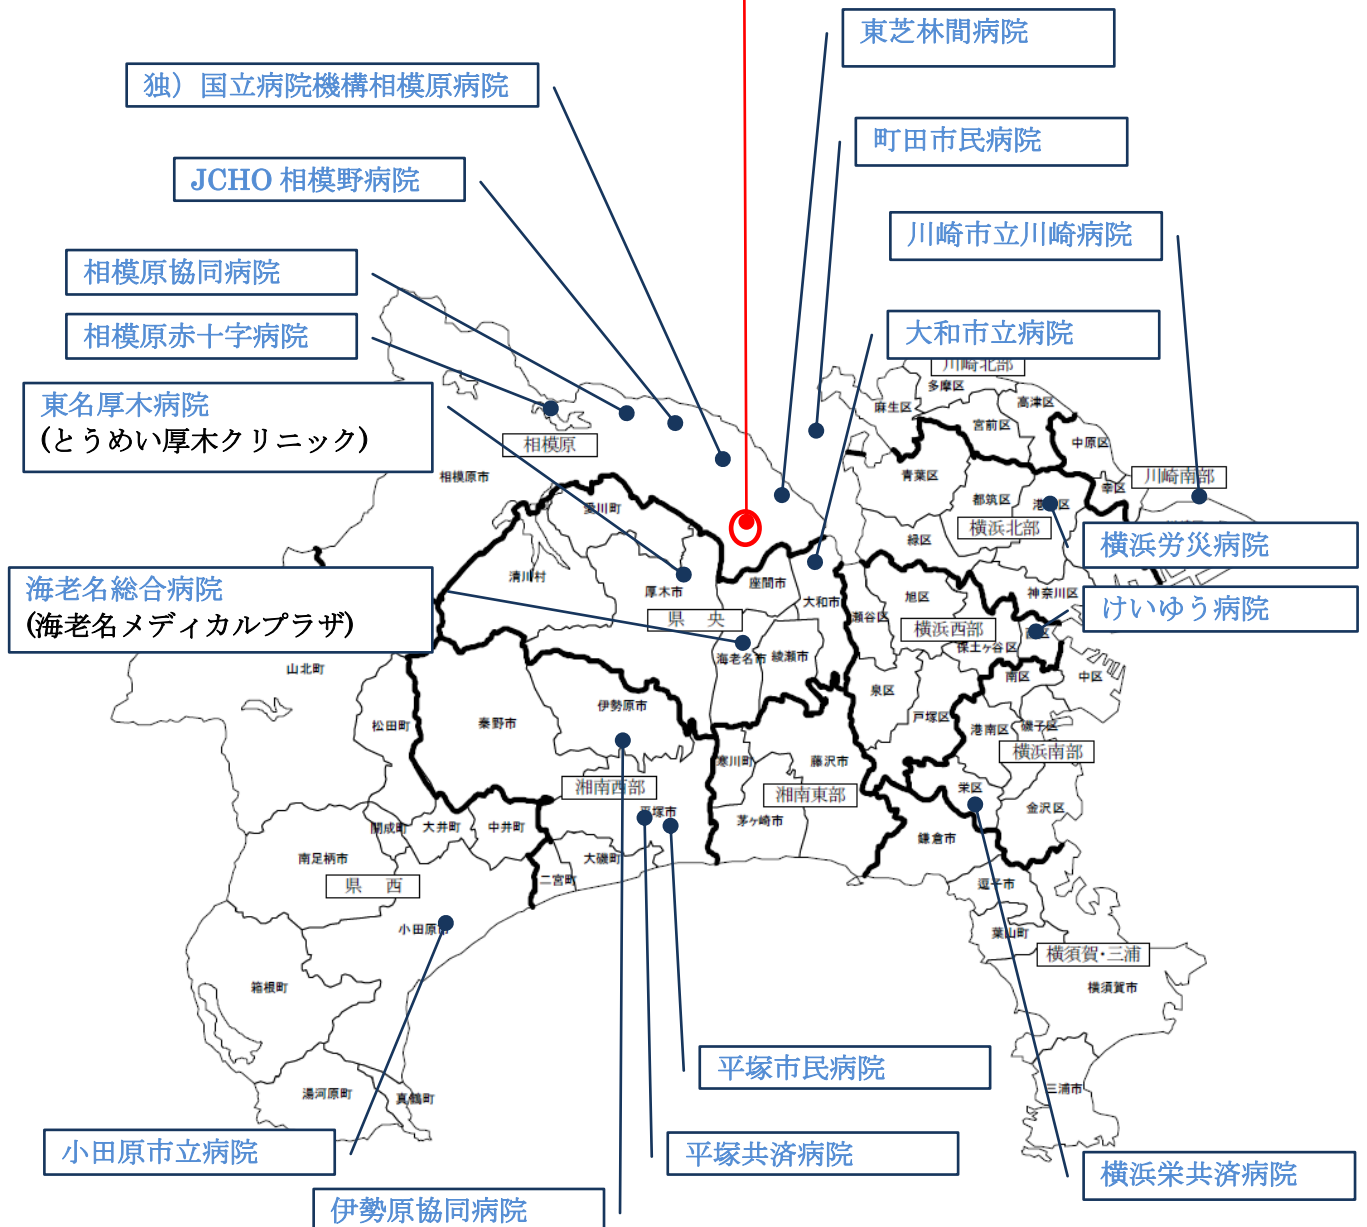 東芝林間病院
独）国立病院機構相模原病院
町田市民病院
JCHO 相模野病院
川崎市立川崎病院
相模原協同病院
相模原赤十字病院
大和市立病院
川崎北部
多摩区
麻生区
高津区
宮前区
中原区
東名厚木病院
(とうめい厚木クリニック)
相模原
相模原市
青葉区
川崎南部
幸区
都筑区
愛川町
横浜北部
緑区
横浜労災病院
清川村
厚木市
座間市
大和市
旭区
神奈川区
海老名総合病院
(海老名メディカルプラザ)
県 央
瀬谷区
横浜西部
けいゆう病院
保土ヶ谷区
海老名市
綾瀬市
山北町
南区
中区
泉区
伊勢原市
松田町
秦野市
戸塚区
港南区
磯子区
横浜南部
寒川町
藤沢市
湘南西部
湘南東部
栄区
金沢区
平塚市
茅ヶ崎市
開成町
大井町
中井町
鎌倉市
南足柄市
大磯町
県 西
二宮町
逗子市
小田原市
葉山町
横須賀・三浦
箱根町
横須賀市
平塚市民病院
湯河原町
真鶴町
三浦市
小田原市立病院
平塚共済病院
横浜栄共済病院
伊勢原協同病院